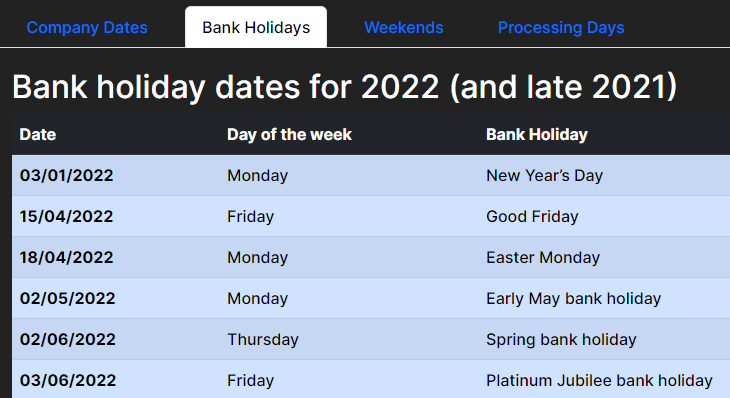 Company Dates Bank Holidays Weekends Processing Days
Bank holiday dates for 2022 (and late 2021)
Date Day of the week Bank Holiday
03/01/2022 Monday New Year’s Day
15/04/2022 Friday Good Friday
18/04/2022 Monday Easter Monday
02/05/2022 Monday Early May bank holiday
02/06/2022 Thursday Spring bank holiday
03/06/2022 Friday Platinum Jubilee bank holiday